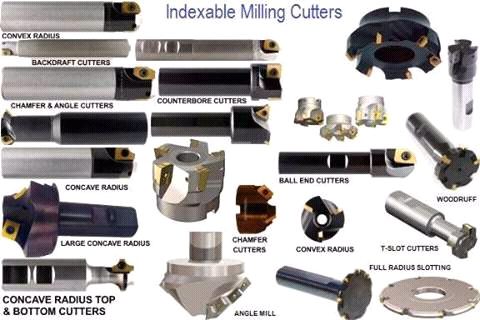 Indexable Milling Cutters
CONVEX RADIUS
BACKDRAFT CUTTERS
CHAMFER & ANGLE CUTTERS
COUNTERBORE CUTTERS
CONCAVE RADIUS
BALL END CUTTERS
WOODRUFF
LARGE CONCAVE RADIUS
CHAMFER
CUTTERS
CONVEX RADIUS
T-SLOT CUTTERS
FULL RADIUS SLOTTING
CONCAVE RADIUS TOP
& BOTTOM CUTTERS
ANGLE MILL